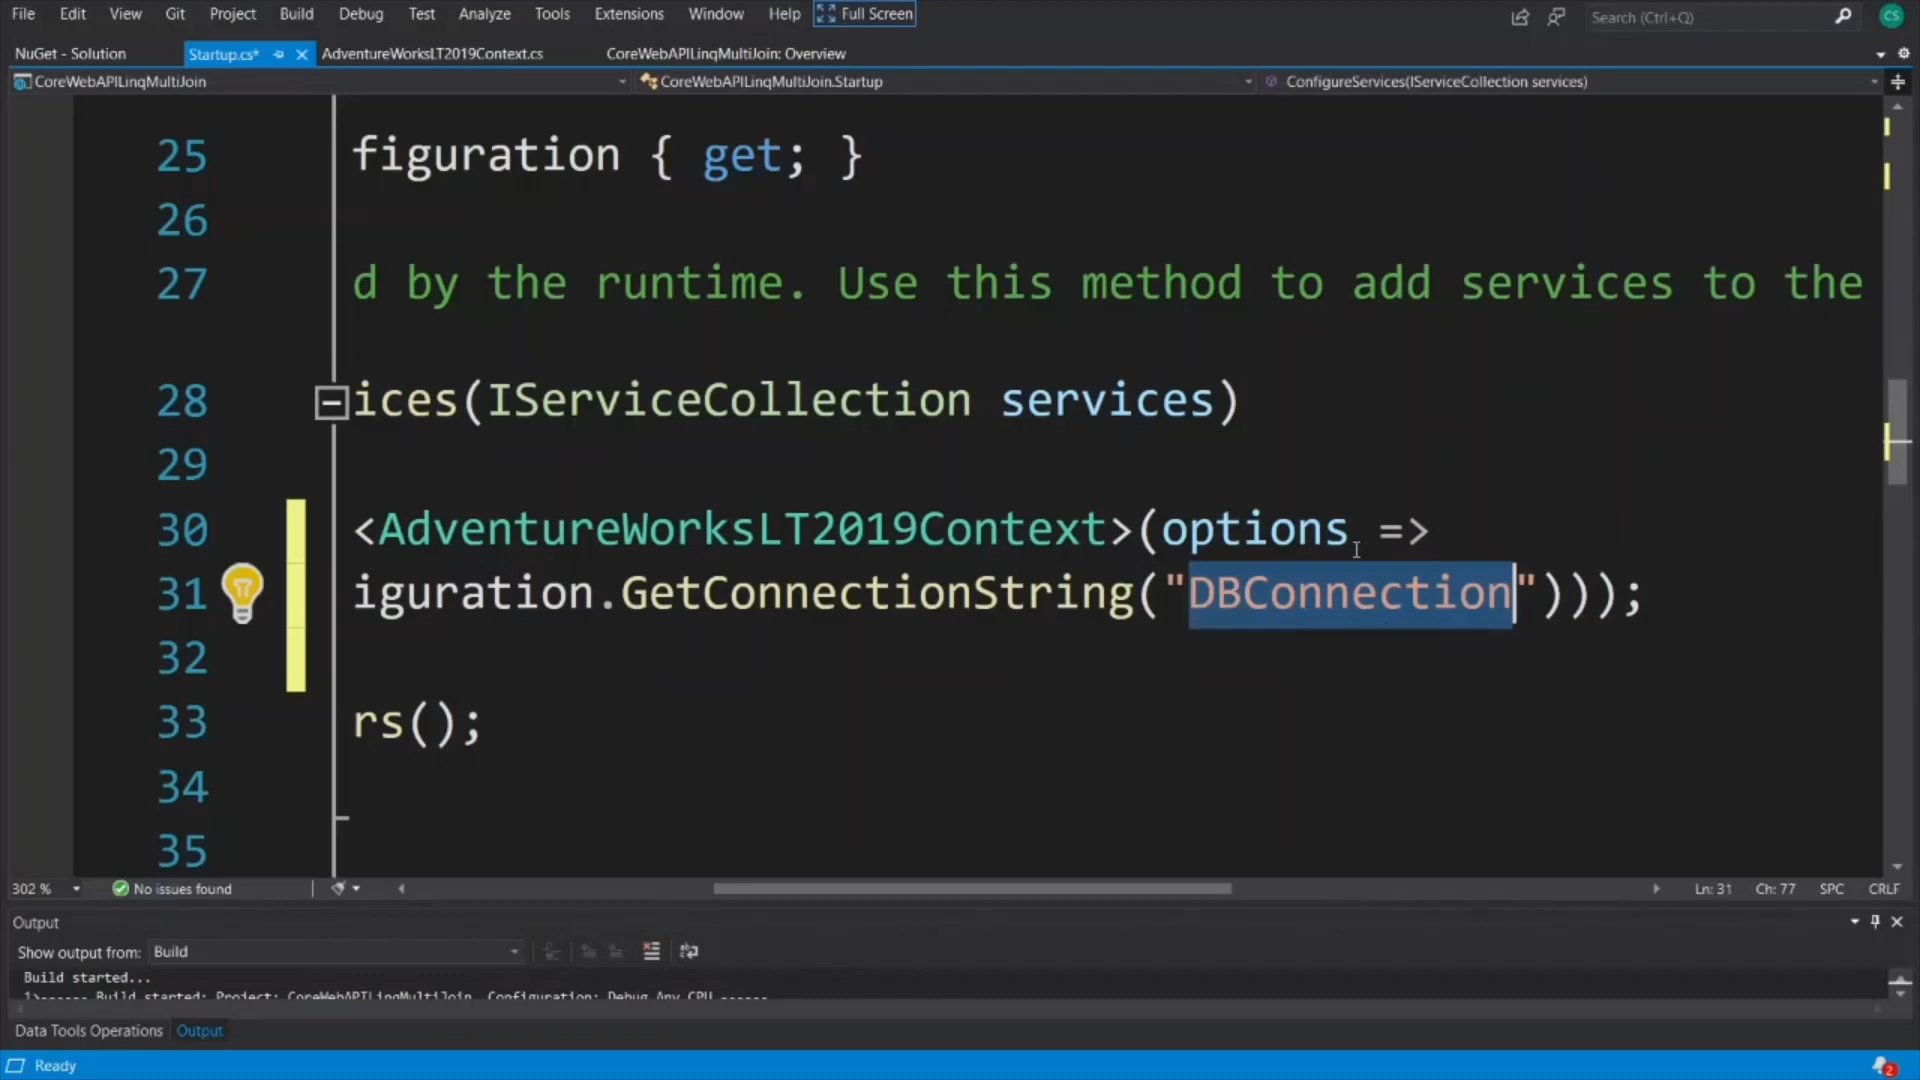 File Edit View Git Project Build Debug Test Analyze Tools Extensions Window Help Full Screen Search (Ctrl+Q) CS
NuGet - Solution Startup.cs* AdventureWorksLT2019Context.cs CoreWebAPILinqMultiJoin: Overview
CoreWebAPILinqMultiJoin CoreWebAPILinqMultiJoin.Startup ConfigureServices(IServiceCollection services)
25 figuration { get; }
26
27 d by the runtime. Use this method to add services to the
28 ices(IServiceCollection services)
29
30 <AdventureWorksLT2019Context>(options =>
31 iguration.GetConnectionString("DBConnection")));
32
33 rs();
34
35
302 % No issues found Ln: 31 Ch: 77 SPC CRLF
Output
Show output from: Build
Build started...
1>------ Build started: Project: CoreWebAPILinqMultiJoin, Configuration: Debug Any CPU ------
Data Tools Operations Output
Ready 2